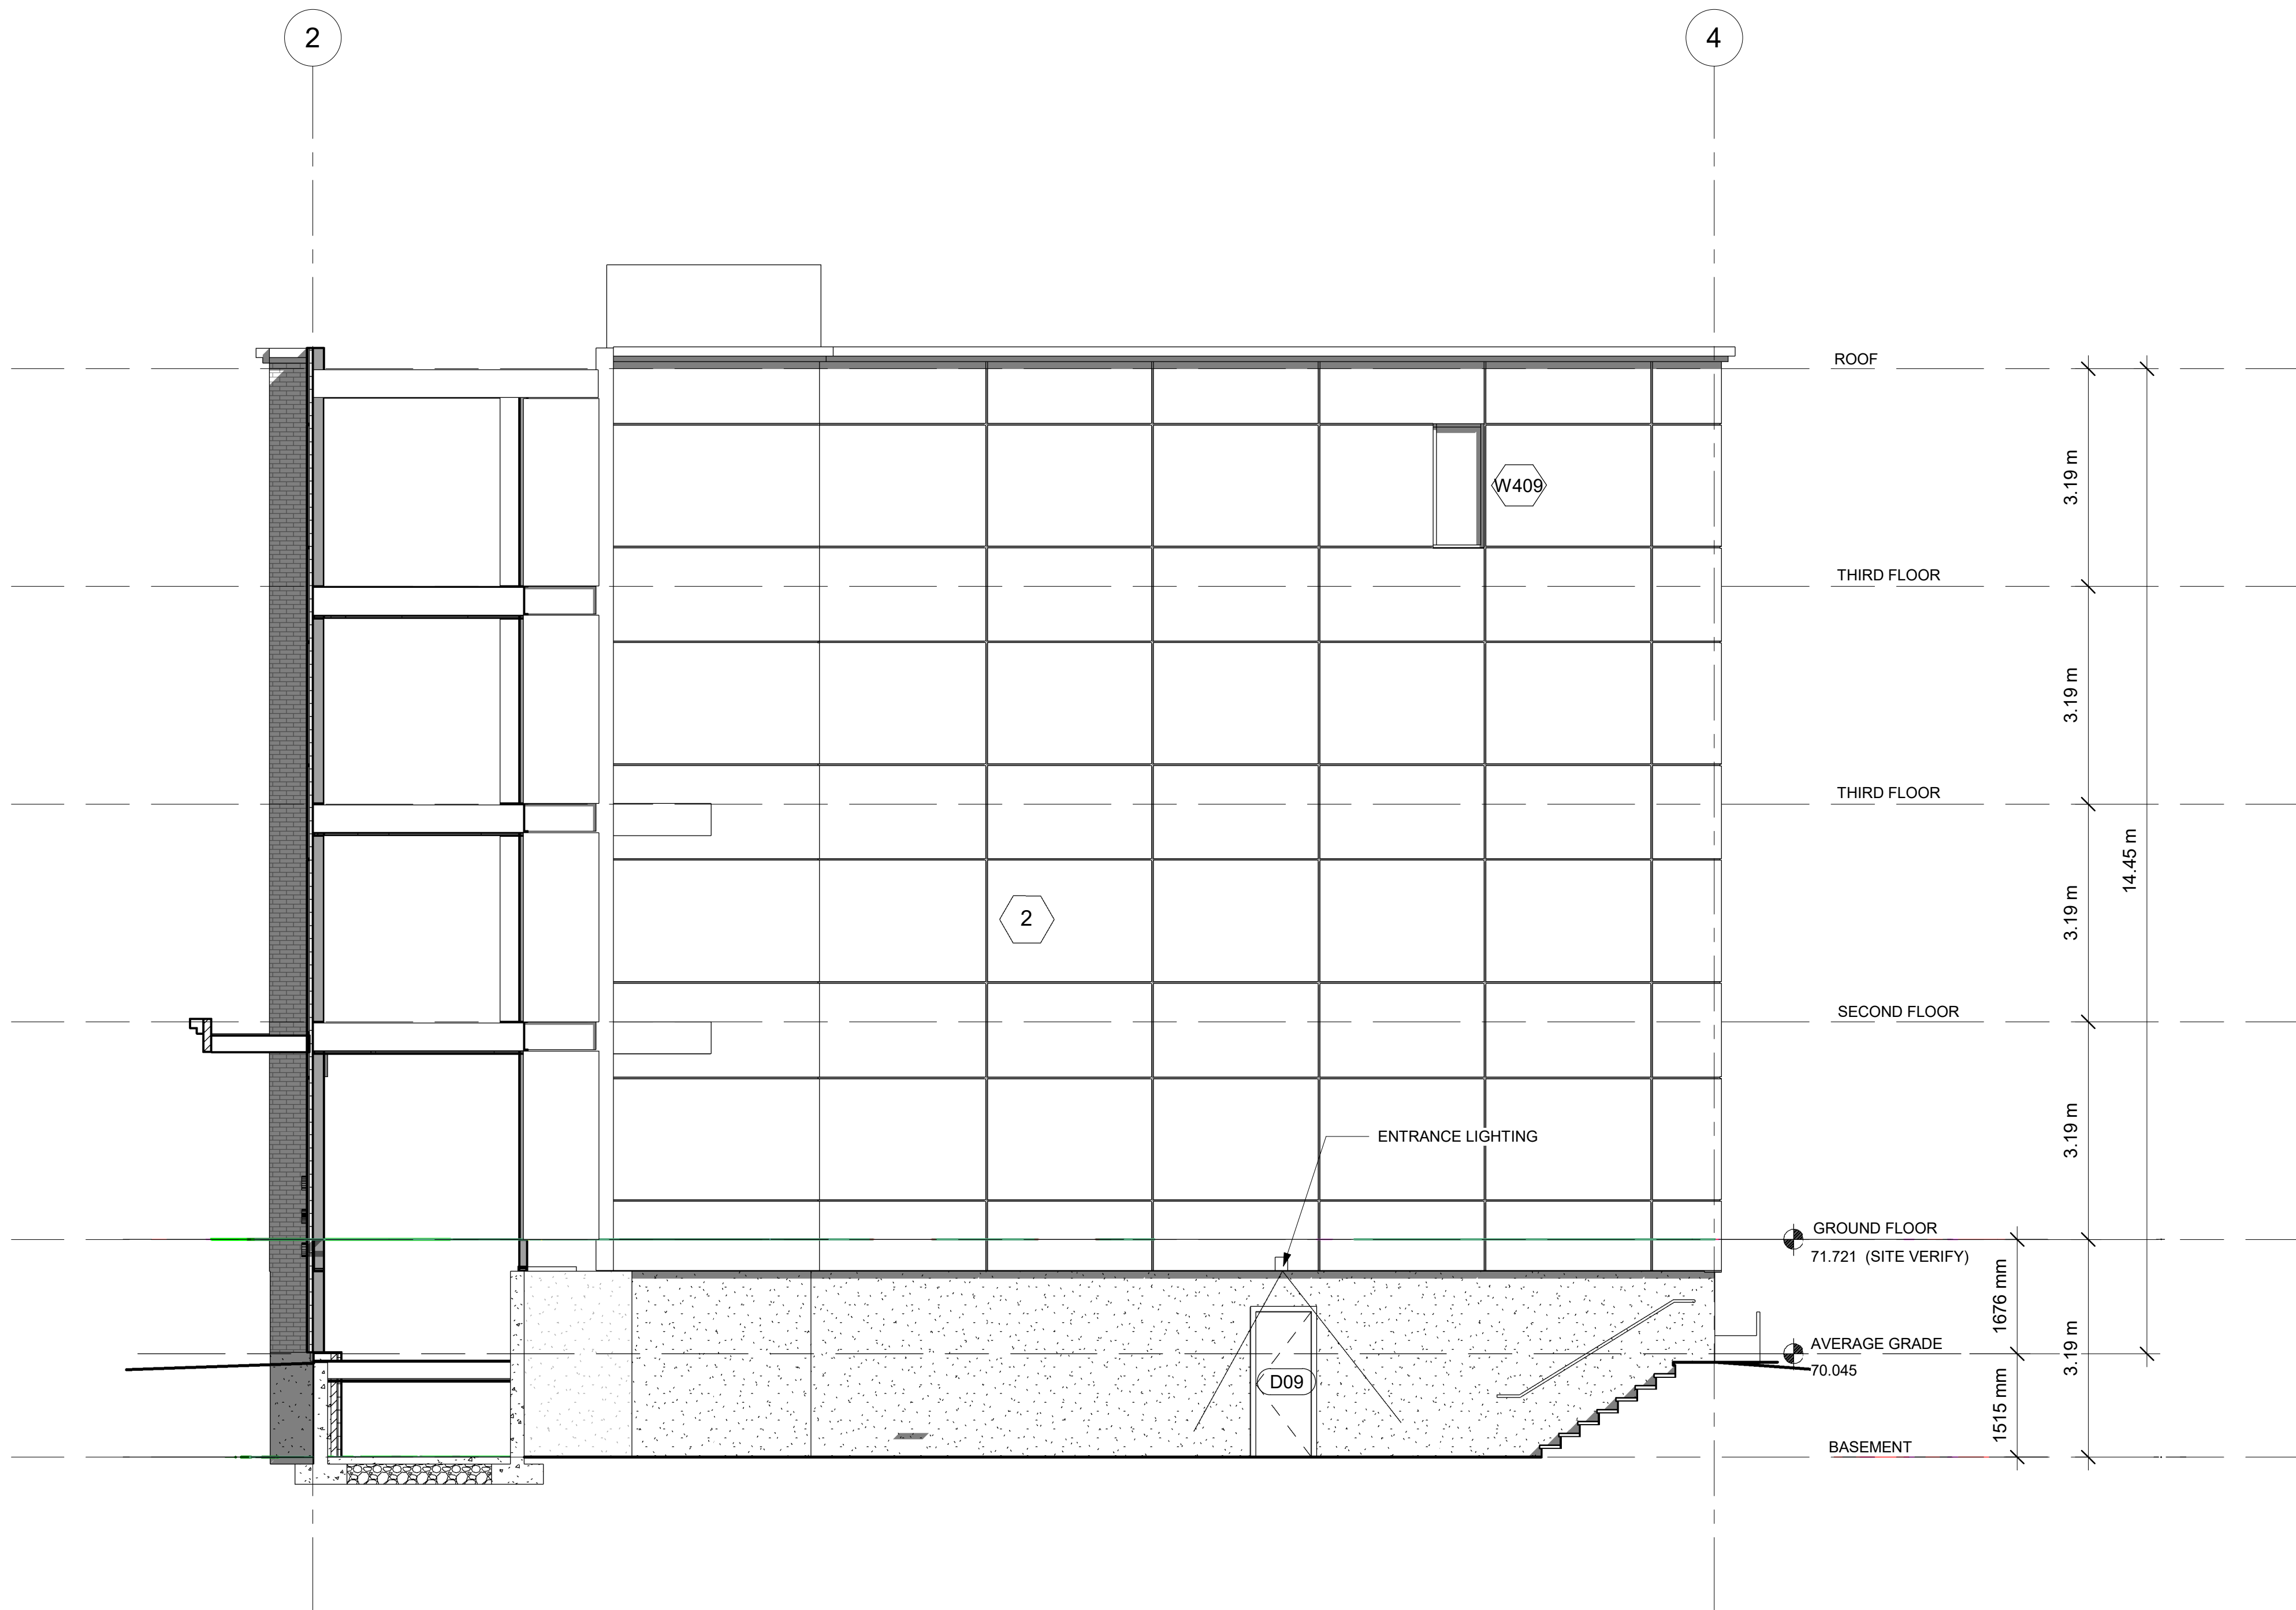 2
4
ROOF
3.19 m
W409
THIRD FLOOR
3.19 m
THIRD FLOOR
14.45 m
3.19 m
2
SECOND FLOOR
3.19 m
ENTRANCE LIGHTING
GROUND FLOOR
71.721 (SITE VERIFY)
1676 mm
AVERAGE GRADE
3.19 m
70.045
D09
1515 mm
BASEMENT